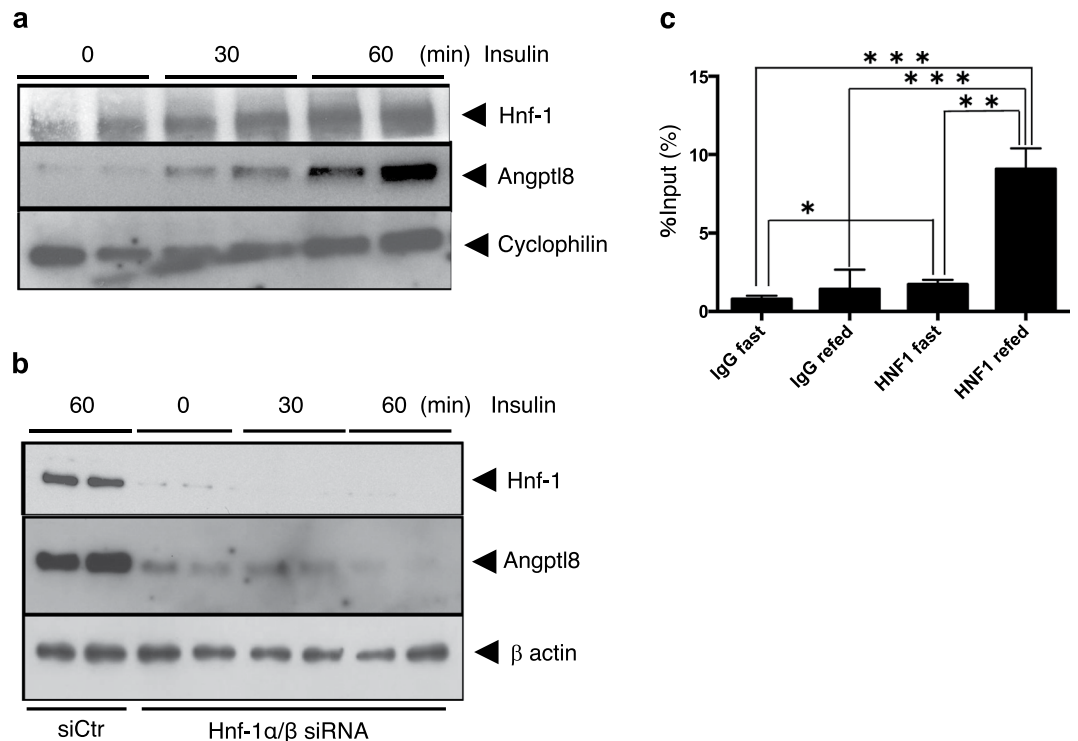 a
0 30 60 (min) Insulin
Hnf-1
Angptl8
Cyclophilin
b
60 0 30 60 (min) Insulin
Hnf-1
Angptl8
β actin
siCtr Hnf-1α/β siRNA
c
* * *
* * *
* *
*
%Input (%)
15
10
5
0
IgG fast
IgG refed
HNF1 fast
HNF1 refed